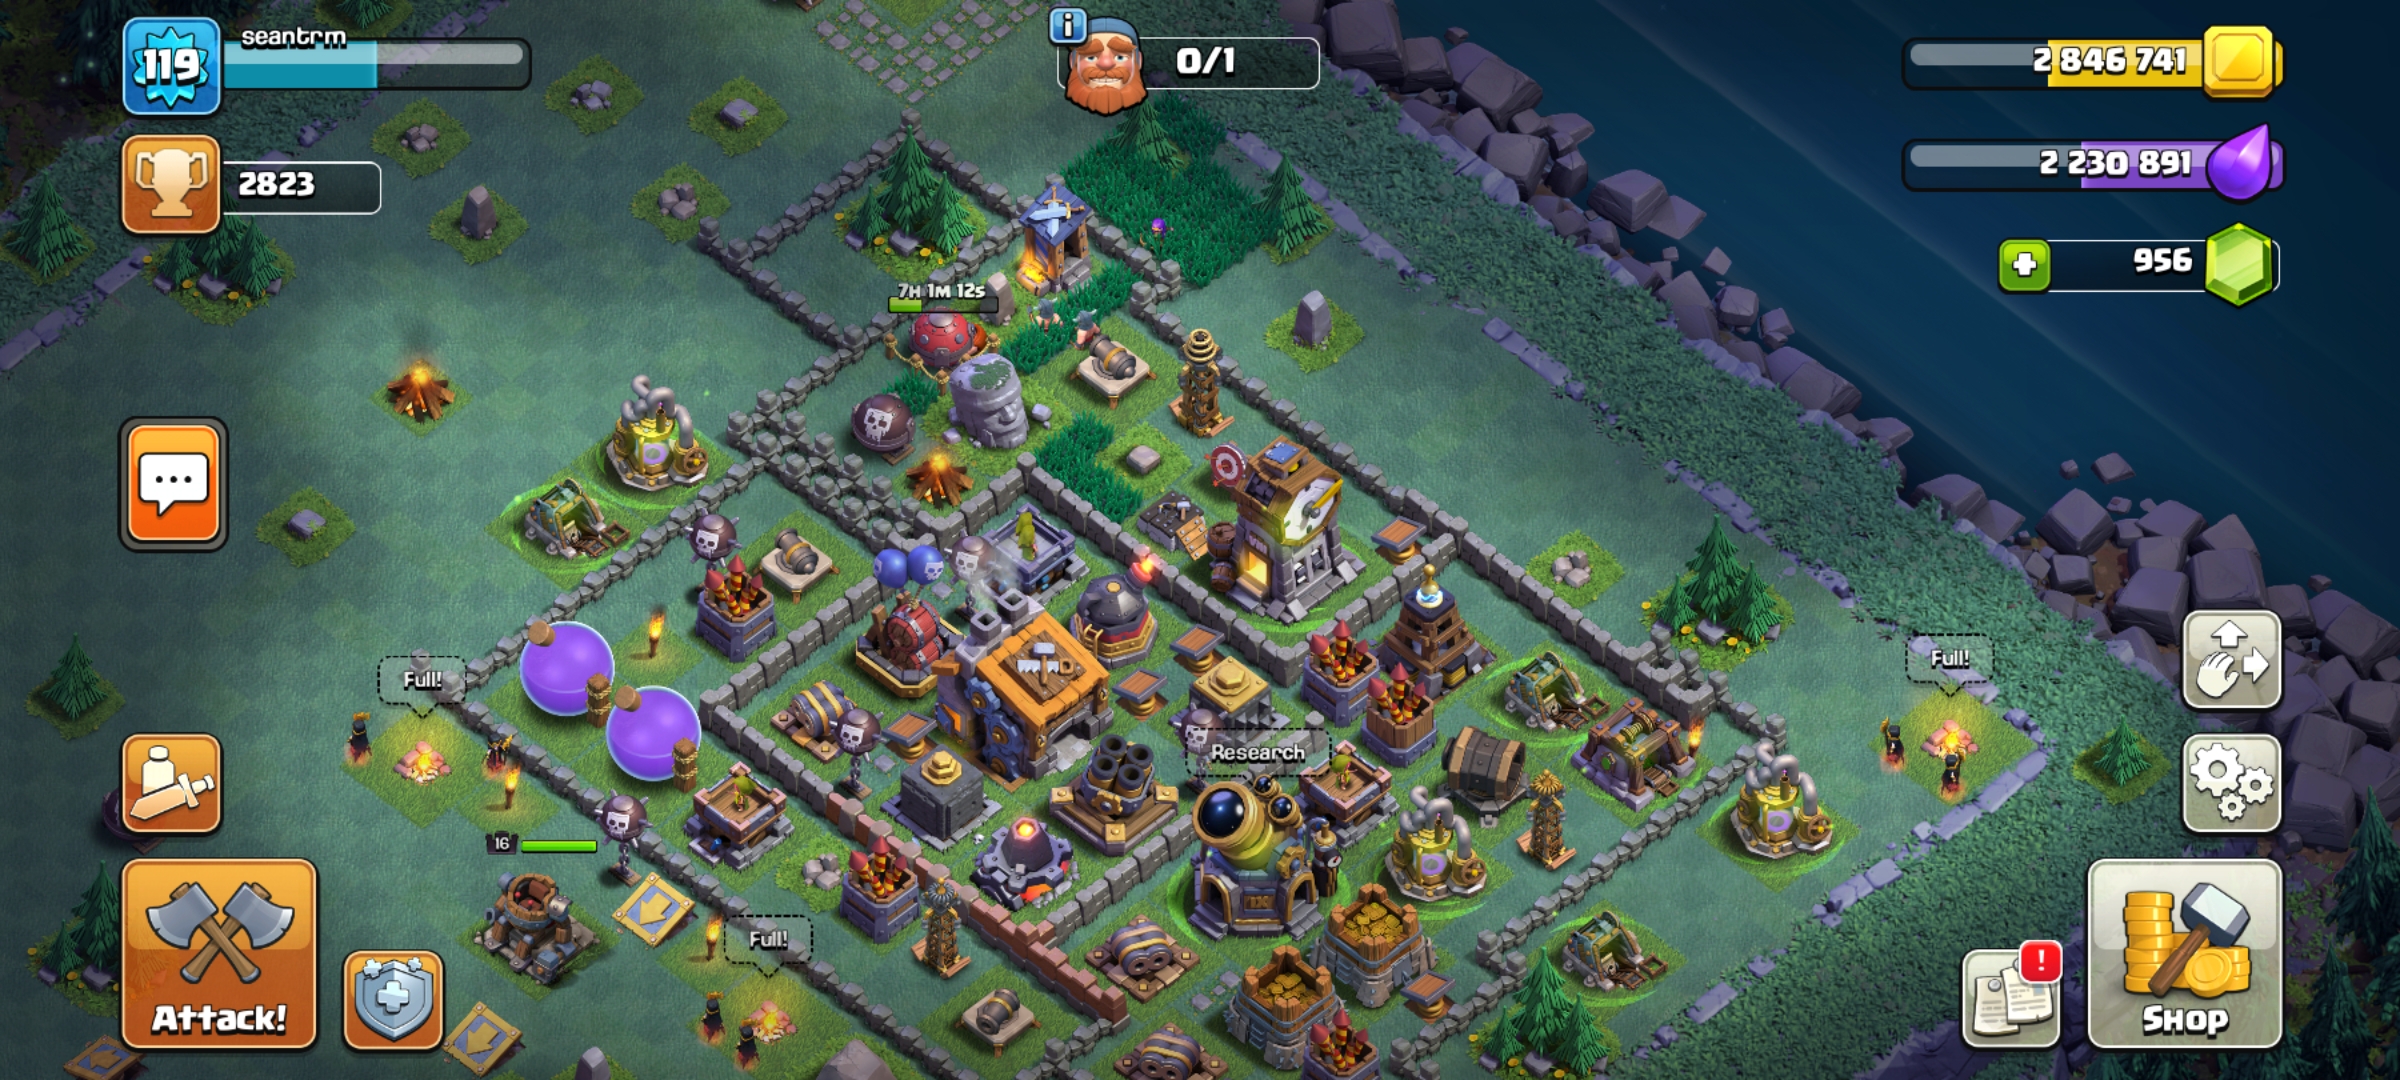 119
seantrm
i
0/1
2 846 741
2823
2 230 891
956
7H 1M 12s
Full!
Full!
Research
16
Full!
Attack!
!
Shop